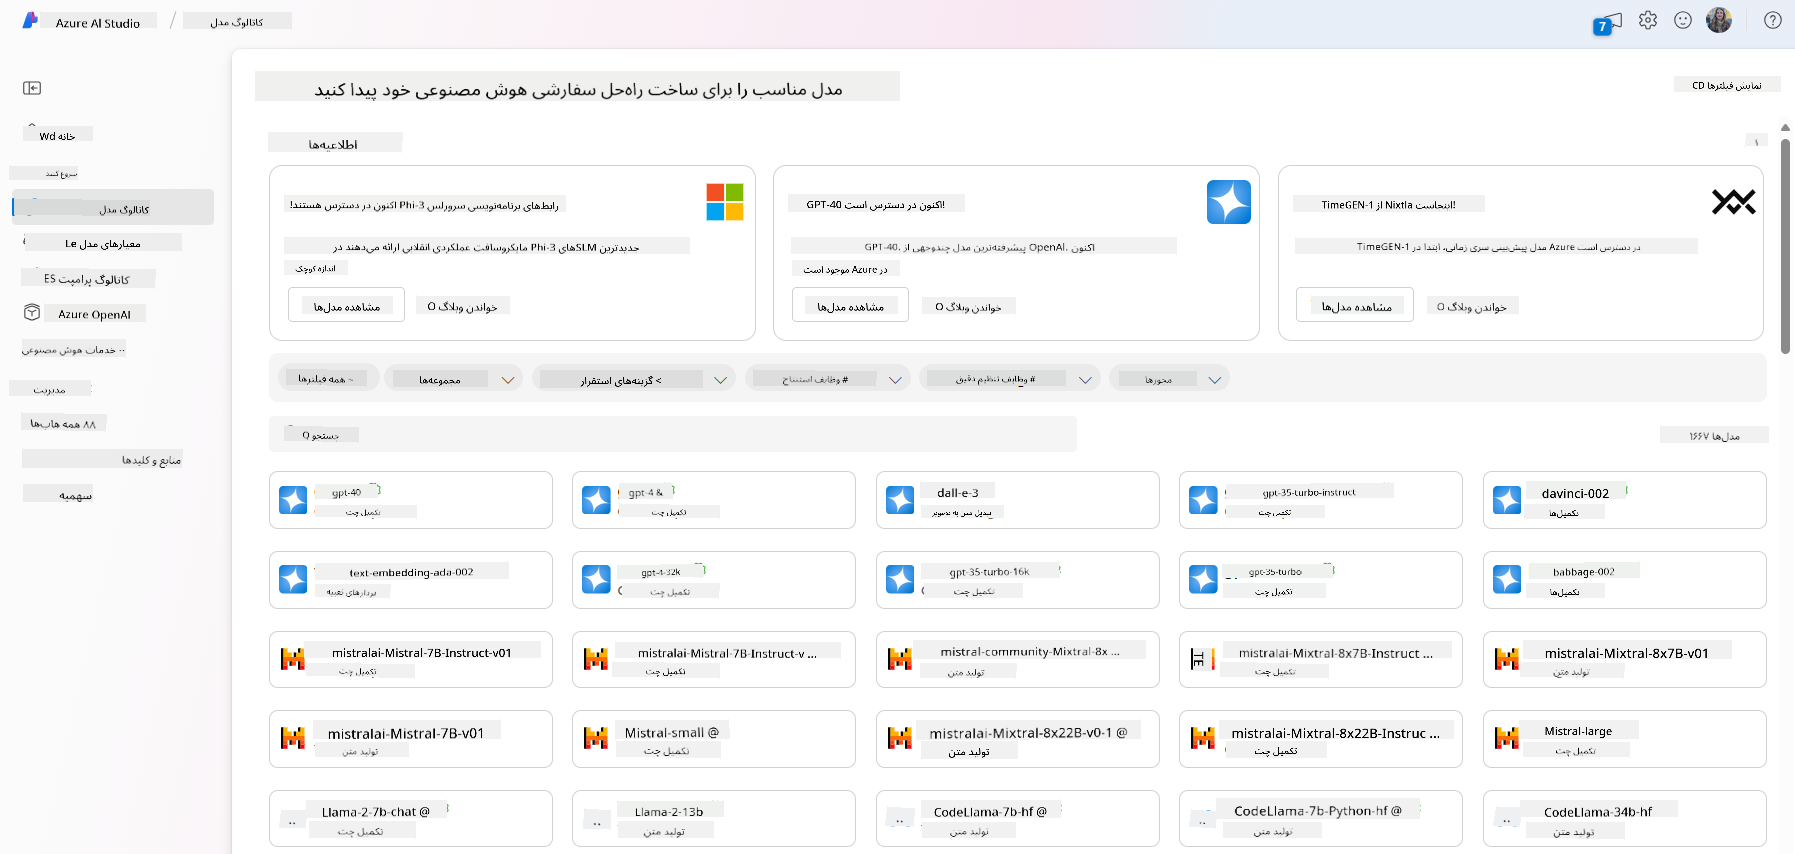 Azure AI Studio / کاتالوگ مدل
7
مدل مناسب را برای ساخت راه‌حل سفارشی هوش مصنوعی خود پیدا کنید
نمایش فیلترها CD
خانه Wd
شروع کنید
کاتالوگ مدل
معیارهای مدل Le
کاتالوگ پرامپت ES
Azure OpenAI
خدمات هوش مصنوعی ··
مدیریت
۸۸ همه هاب‌ها
منابع و کلیدها
سهمیه
اطلاعیه‌ها
۱
رابط‌های برنامه‌نویسی سرورلس Phi-3 اکنون در دسترس هستند!
جدیدترین SLMهای Phi-3 مایکروسافت عملکردی انقلابی ارائه می‌دهند در
اندازه کوچک
مشاهده مدل‌ها
خواندن وبلاگ O
GPT-40 اکنون در دسترس است!
اکنون .OpenAI پیشرفته‌ترین مدل چندوجهی از .GPT-40
در Azure موجود است
مشاهده مدل‌ها
خواندن وبلاگ O
TimeGEN-1 از Nixtla اینجاست!
در دسترس است Azure مدل پیش‌بینی سری زمانی، ابتدا در TimeGEN-1
مشاهده مدل‌ها
خواندن وبلاگ O
همه فیلترها ~
مجموعه‌ها
گزینه‌های استقرار >
وظایف استنتاج #
وظایف تنظیم دقیق #
مجوزها
جستجو Q
مدل‌ها ۱۶۶۷
gpt-40
تکمیل چت
gpt-4 &
تکمیل چت
dall-e-3
تبدیل متن به تصویر
gpt-35-turbo-instruct
تکمیل چت
davinci-002
تکمیل‌ها
text-embedding-ada-002
بردارهای تعبیه
gpt-4-32k
تکمیل چت
gpt-35-turbo-16k
تکمیل چت
gpt-35-turbo
تکمیل چت
babbage-002
تکمیل‌ها
mistralai-Mistral-7B-Instruct-v01
تکمیل چت
mistralai-Mistral-7B-Instruct-v ...
تکمیل چت
mistral-community-Mixtral-8x ...
تولید متن
TE
mistralai-Mixtral-8x7B-Instruct ...
تکمیل چت
mistralai-Mixtral-8x7B-v01
تولید متن
mistralai-Mistral-7B-v01
تولید متن
Mistral-small @
تکمیل چت
mistralai-Mixtral-8x22B-v0-1 @
تولید متن
mistralai-Mixtral-8x22B-Instruc ...
تکمیل چت
Mistral-large
تکمیل چت
Llama-2-7b-chat @
تکمیل چت
Llama-2-13b
تولید متن
CodeLlama-7b-hf @
تولید متن
CodeLlama-7b-Python-hf @
تولید متن
CodeLlama-34b-hf
تولید متن